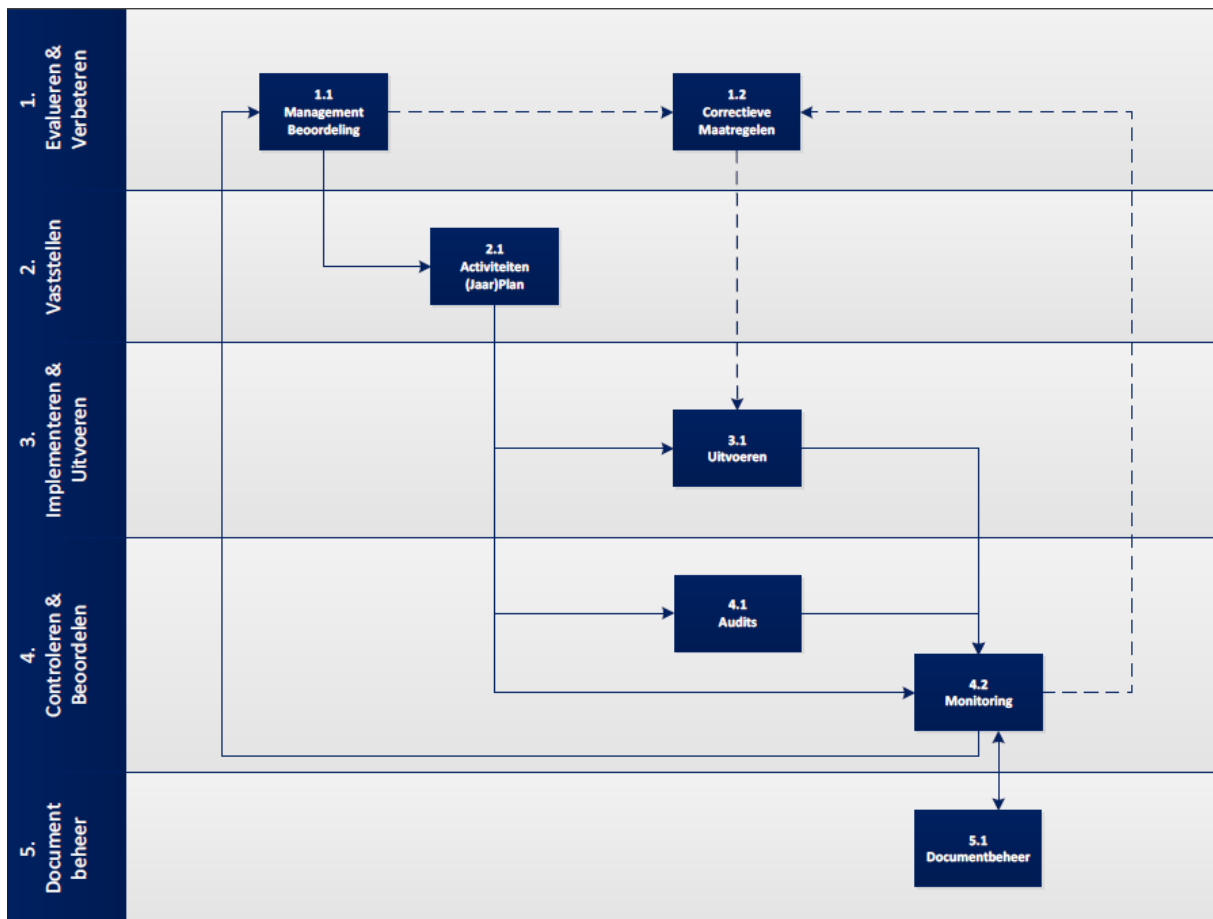 1.
Evalueren &
Verbeteren
1.1
Management
Beoordeling
1.2
Correctieve
Maatregelen
2.
Vaststellen
2.1
Activiteiten
(Jaar)Plan
3.
Implementeren &
Uitvoeren
3.1
Uitvoeren
4.
Controleren &
Beoordelen
4.1
Audits
4.2
Monitoring
5.
Document
beheer
5.1
Documentbeheer